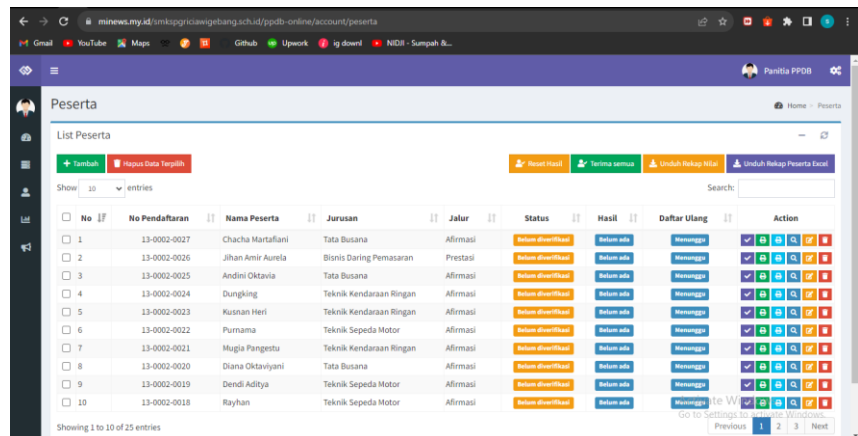 minews.my.id/smkspgriciawigebang.sch.id/ppdb-online/account/peserta
Gmail YouTube Maps Github Upwork ig downl NIDJI - Sumpah &...
Panitia PPDB
Peserta
Home - Peserta
List Peserta
Tambah Hapus Data Terpilih Reset Hasil Terima semua Unduh Rekap Nilai Unduh Rekap Peserta Excel
Show 10 entries Search:
No No Pendaftaran Nama Peserta Jurusan Jalur Status Hasil Daftar Ulang Action
1 13-0002-0027 Chacha Martafiani Tata Busana Afirmasi Belum diverifikasi Belum ada Menunggu
2 13-0002-0026 Jihan Amir Aurela Bisnis Daring Pemasaran Prestasi Belum diverifikasi Belum ada Menunggu
3 13-0002-0025 Andini Oktavia Tata Busana Afirmasi Belum diverifikasi Belum ada Menunggu
4 13-0002-0024 Dungking Teknik Kendaraan Ringan Afirmasi Belum diverifikasi Belum ada Menunggu
5 13-0002-0023 Kusnan Heri Teknik Kendaraan Ringan Afirmasi Belum diverifikasi Belum ada Menunggu
6 13-0002-0022 Purnama Teknik Sepeda Motor Afirmasi Belum diverifikasi Belum ada Menunggu
7 13-0002-0021 Mugia Pangestu Teknik Kendaraan Ringan Afirmasi Belum diverifikasi Belum ada Menunggu
8 13-0002-0020 Diana Oktaviyani Tata Busana Afirmasi Belum diverifikasi Belum ada Menunggu
9 13-0002-0019 Dendi Aditya Teknik Sepeda Motor Afirmasi Belum diverifikasi Belum ada Menunggu
10 13-0002-0018 Rayhan Teknik Sepeda Motor Afirmasi Belum diverifikasi Belum ada Menunggu
Go to Settings to activate Windows.
Showing 1 to 10 of 25 entries Previous 1 2 3 Next